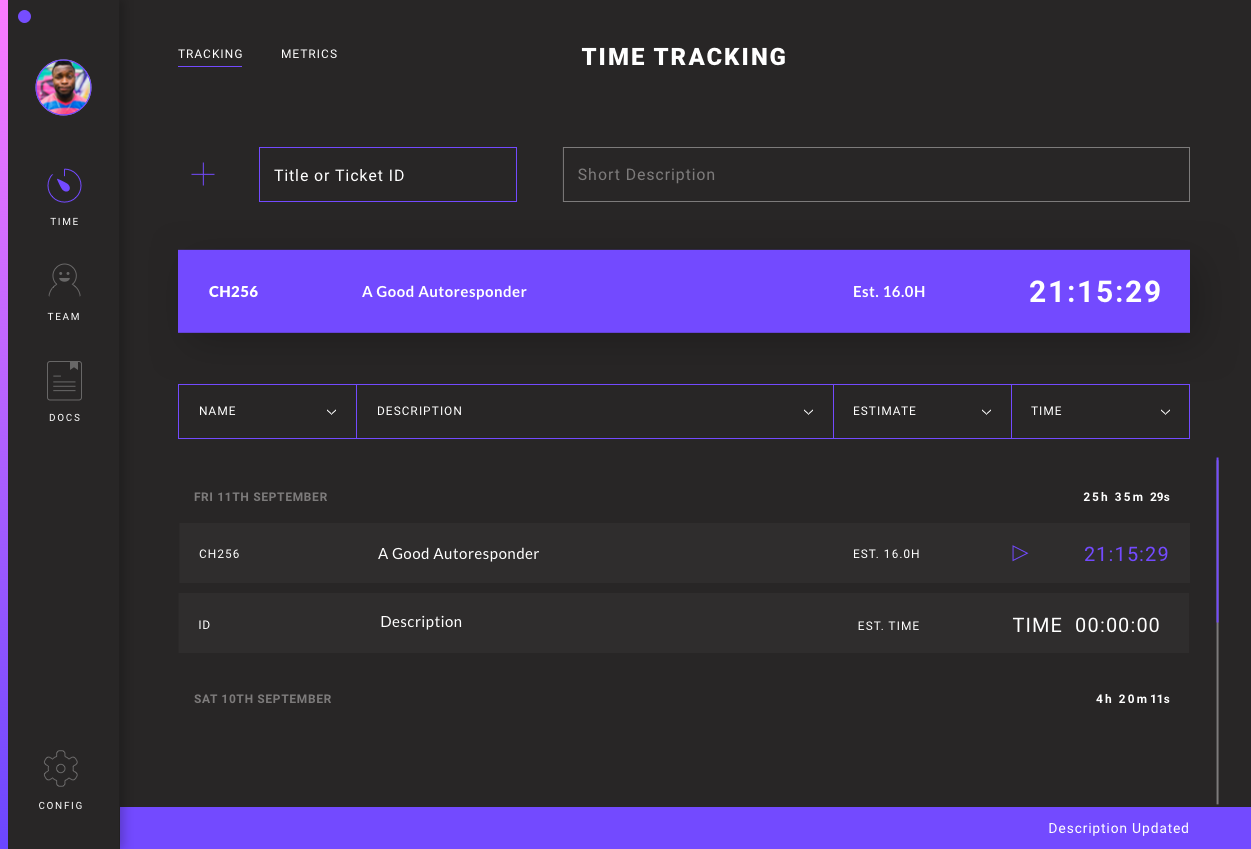 TRACKING METRICS TIME TRACKING
Title or Ticket ID Short Description
TIME
CH256 A Good Autoresponder Est. 16.0H 21:15:29
TEAM
NAME DESCRIPTION ESTIMATE TIME
DOCS
FRI 11TH SEPTEMBER 25h 35m 29s
CH256 A Good Autoresponder EST. 16.0H 21:15:29
ID Description EST. TIME TIME 00:00:00
SAT 10TH SEPTEMBER 4h 20m 11s
CONFIG
Description Updated